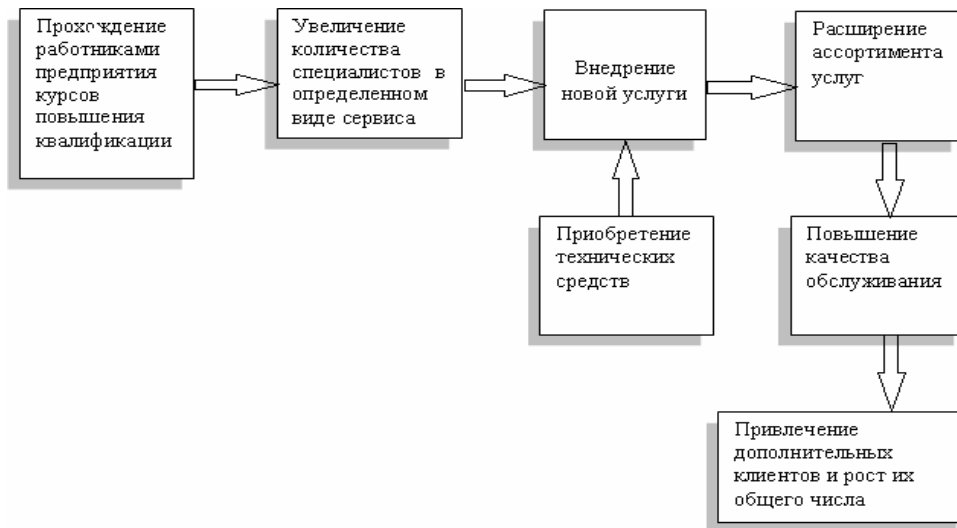 Прохождение
работниками
предприятия
курсов
повышения
квалификации
Увеличение
количества
специалистов в
определенном
виде сервиса
Внедрение
новой услуги
Расширение
ассортимента
услуг
Приобретение
технических
средств
Повышение
качества
обслуживания
Привлечение
дополнительных
клиентов и рост их
общего числа